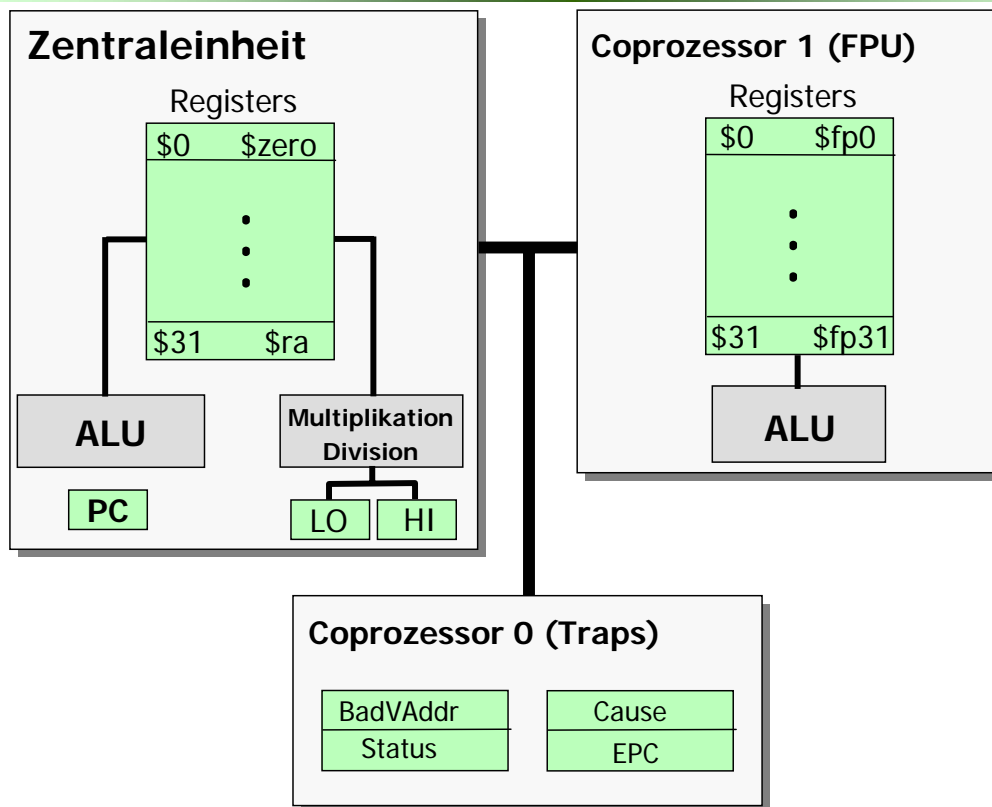 Zentraleinheit
Registers
$0 $zero
$31 $ra
ALU
Multiplikation
Division
PC
LO HI
Coprozessor 1 (FPU)
Registers
$0 $fp0
$31 $fp31
ALU
Coprozessor 0 (Traps)
BadVAddr
Status
Cause
EPC